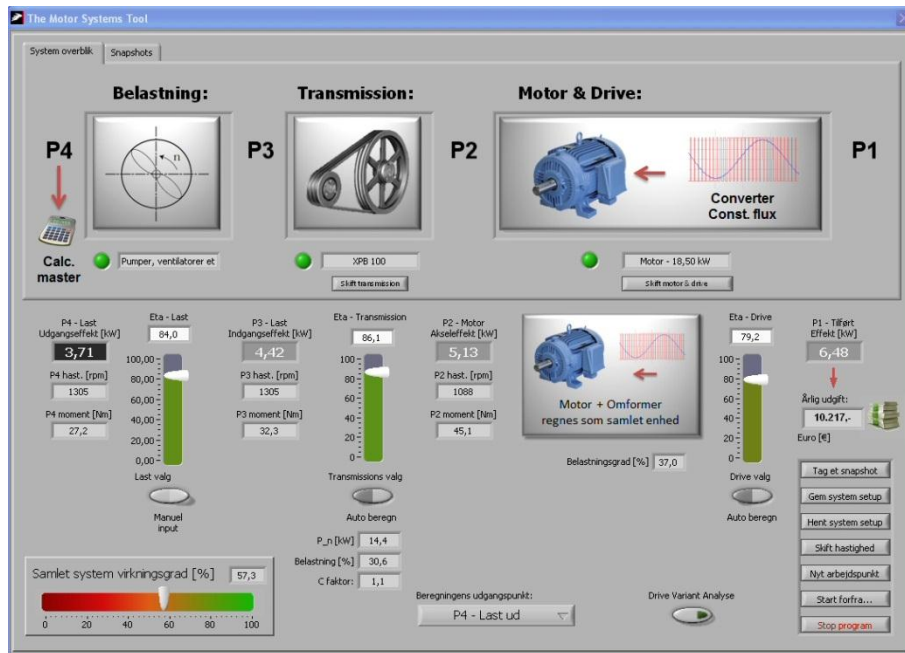 The Motor Systems Tool
System overblik
Snapshots
Belastning:
Transmission:
Motor & Drive:
P4
P3
P2
P1
n
Converter
Const. flux
Calc.
master
Pumper, ventilatorer et
XPB 100
Motor - 18,50 kW
Skift transmission
Skift motor & drive
P4 - Last
Udgangseffekt [kW]
3,71
P4 hast. [rpm]
1305
P4 moment [Nm]
27,2
Eta - Last
84,0
100,00
80,00
60,00
40,00
20,00
0,00
Last valg
Manuel
input
P3 - Last
Indgangseffekt [kW]
4,42
P3 hast. [rpm]
1305
P3 moment [Nm]
32,3
Eta - Transmission
86,1
100
80
60
40
20
0
Transmissions valg
Auto beregn
P_n [kW] 14,4
Belastning [%] 30,6
C faktor: 1,1
P2 - Motor
Akseleffekt [kW]
5,13
P2 hast. [rpm]
1088
P2 moment [Nm]
45,1
Motor + Omformer
regnes som samlet enhed
Belastningsgrad [%] 37,0
Eta - Drive
79,2
100
80
60
40
20
0
Drive valg
Auto beregn
P1 - Tilført
Effekt [kW]
6,48
Årlig udgift:
10.217,-
Euro [€]
Tag et snapshot
Gem system setup
Hent system setup
Skift hastighed
Nyt arbejdspunkt
Start forfra...
Stop program
Samlet system virkningsgrad [%] 57,3
0 20 40 60 80 100
Beregningens udgangspunkt:
P4 - Last ud
Drive Variant Analyse